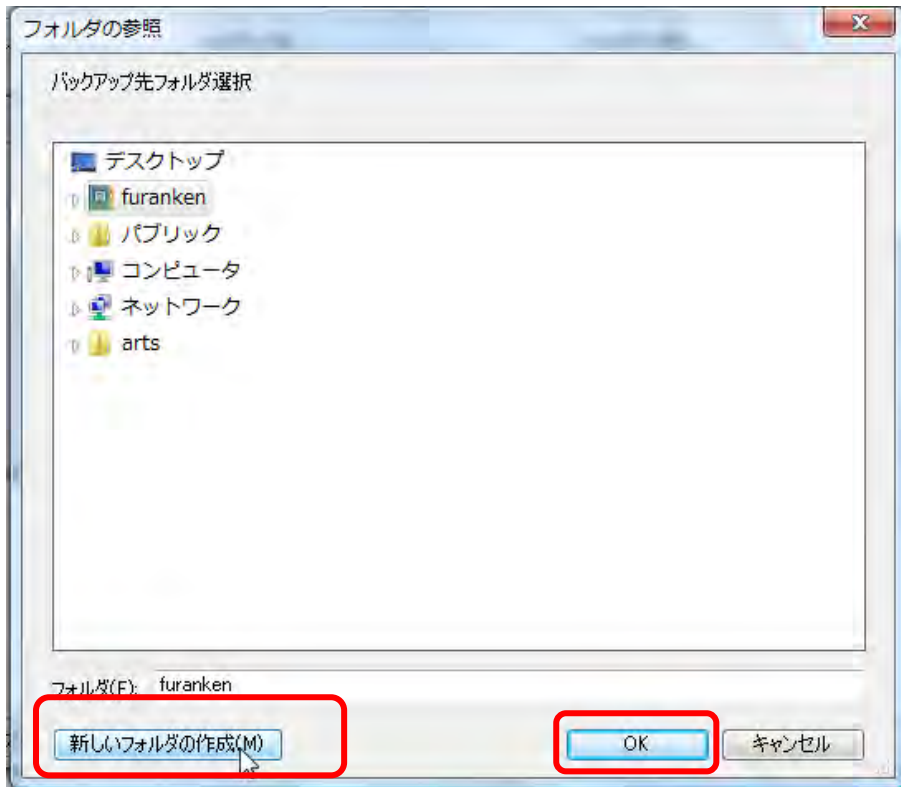 フォルダの参照
バックアップ先フォルダ選択
デスクトップ
furanken
パブリック
コンピュータ
ネットワーク
arts
フォルダ(F): furanken
新しいフォルダの作成(M) OK キャンセル